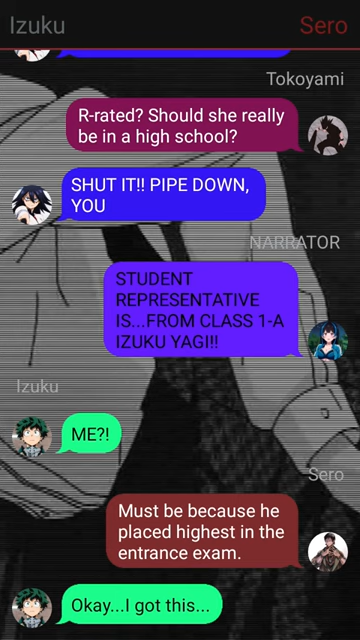 Izuku Sero
Tokoyami
R-rated? Should she really
be in a high school?
SHUT IT!! PIPE DOWN,
YOU
NARRATOR
STUDENT
REPRESENTATIVE
IS...FROM CLASS 1-A
IZUKU YAGI!!
Izuku
ME?!
Sero
Must be because he
placed highest in the
entrance exam.
Okay...I got this...